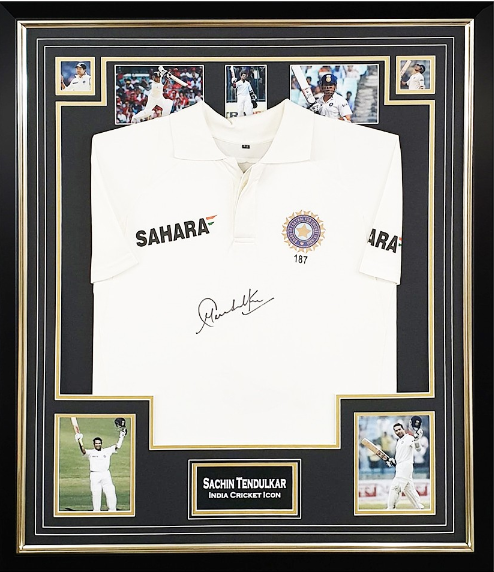 SAHARA
187
ARA
SACHIN TENDULKAR
INDIA CRICKET ICON